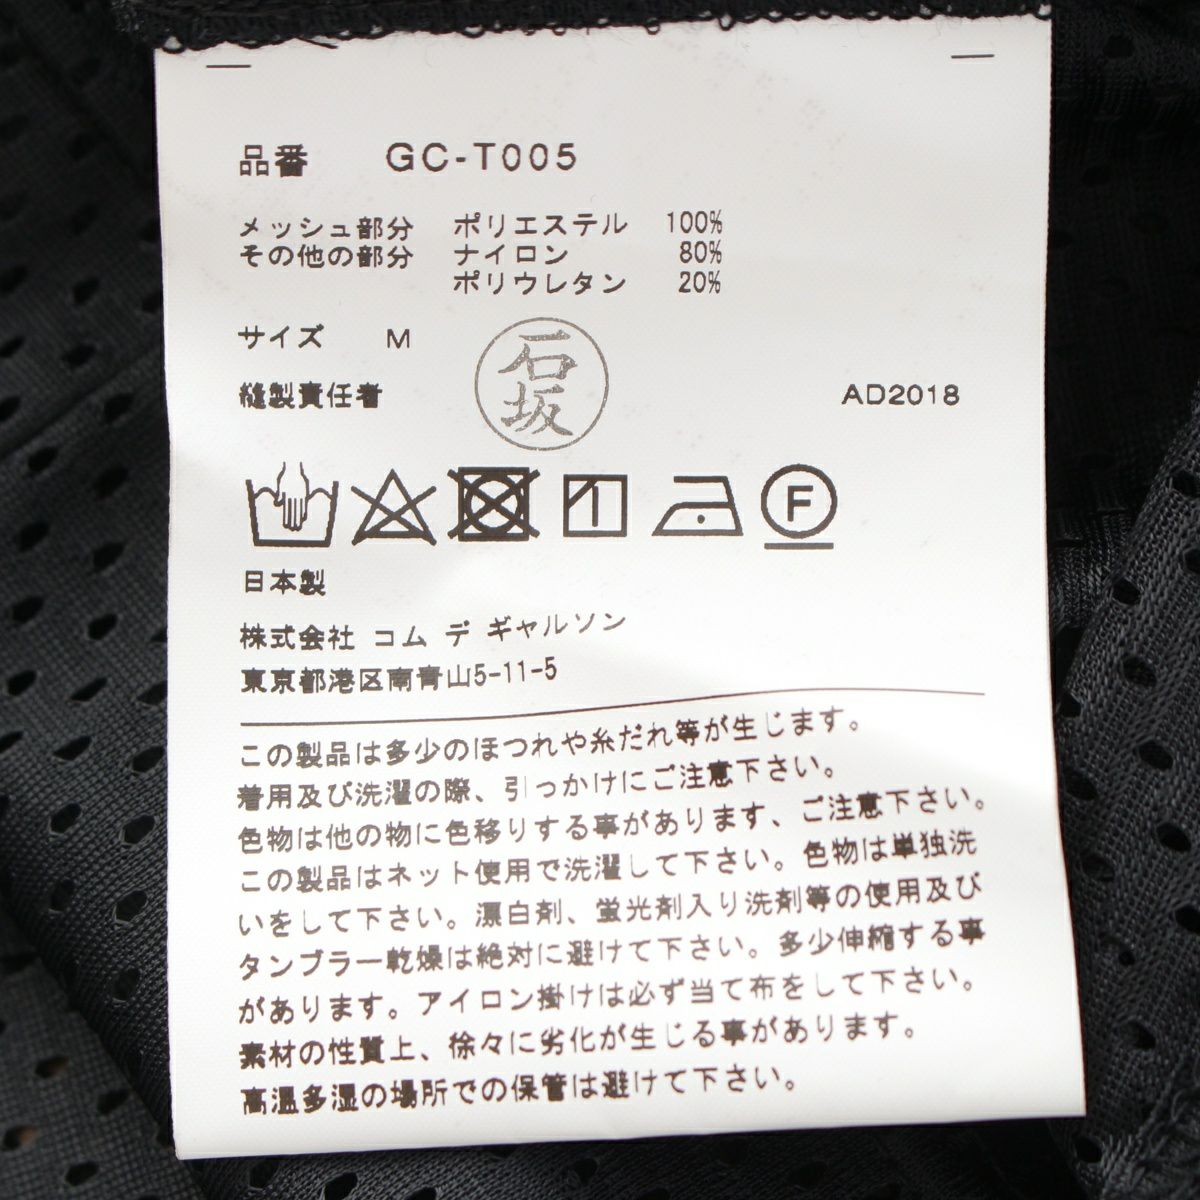 品番 GC-T005
メッシュ部分 ポリエステル 100%
その他の部分 ナイロン 80%
ポリウレタン 20%
サイズ M
石坂
縫製責任者 AD2018
1 F
日本製
株式会社 コム デ ギャルソン
東京都港区南青山5-11-5
この製品は多少のほつれや糸だれ等が生じます。
着用及び洗濯の際、引っかけにご注意下さい。
色物は他の物に色移りする事があります、ご注意下さい。
この製品はネット使用で洗濯して下さい。色物は単独洗
いをして下さい。漂白剤、蛍光剤入り洗剤等の使用及び
タンブラー乾燥は絶対に避けて下さい。多少伸縮する事
があります。アイロン掛けは必ず当て布をして下さい。
素材の性質上、徐々に劣化が生じる事があります。
高温多湿の場所での保管は避けて下さい。